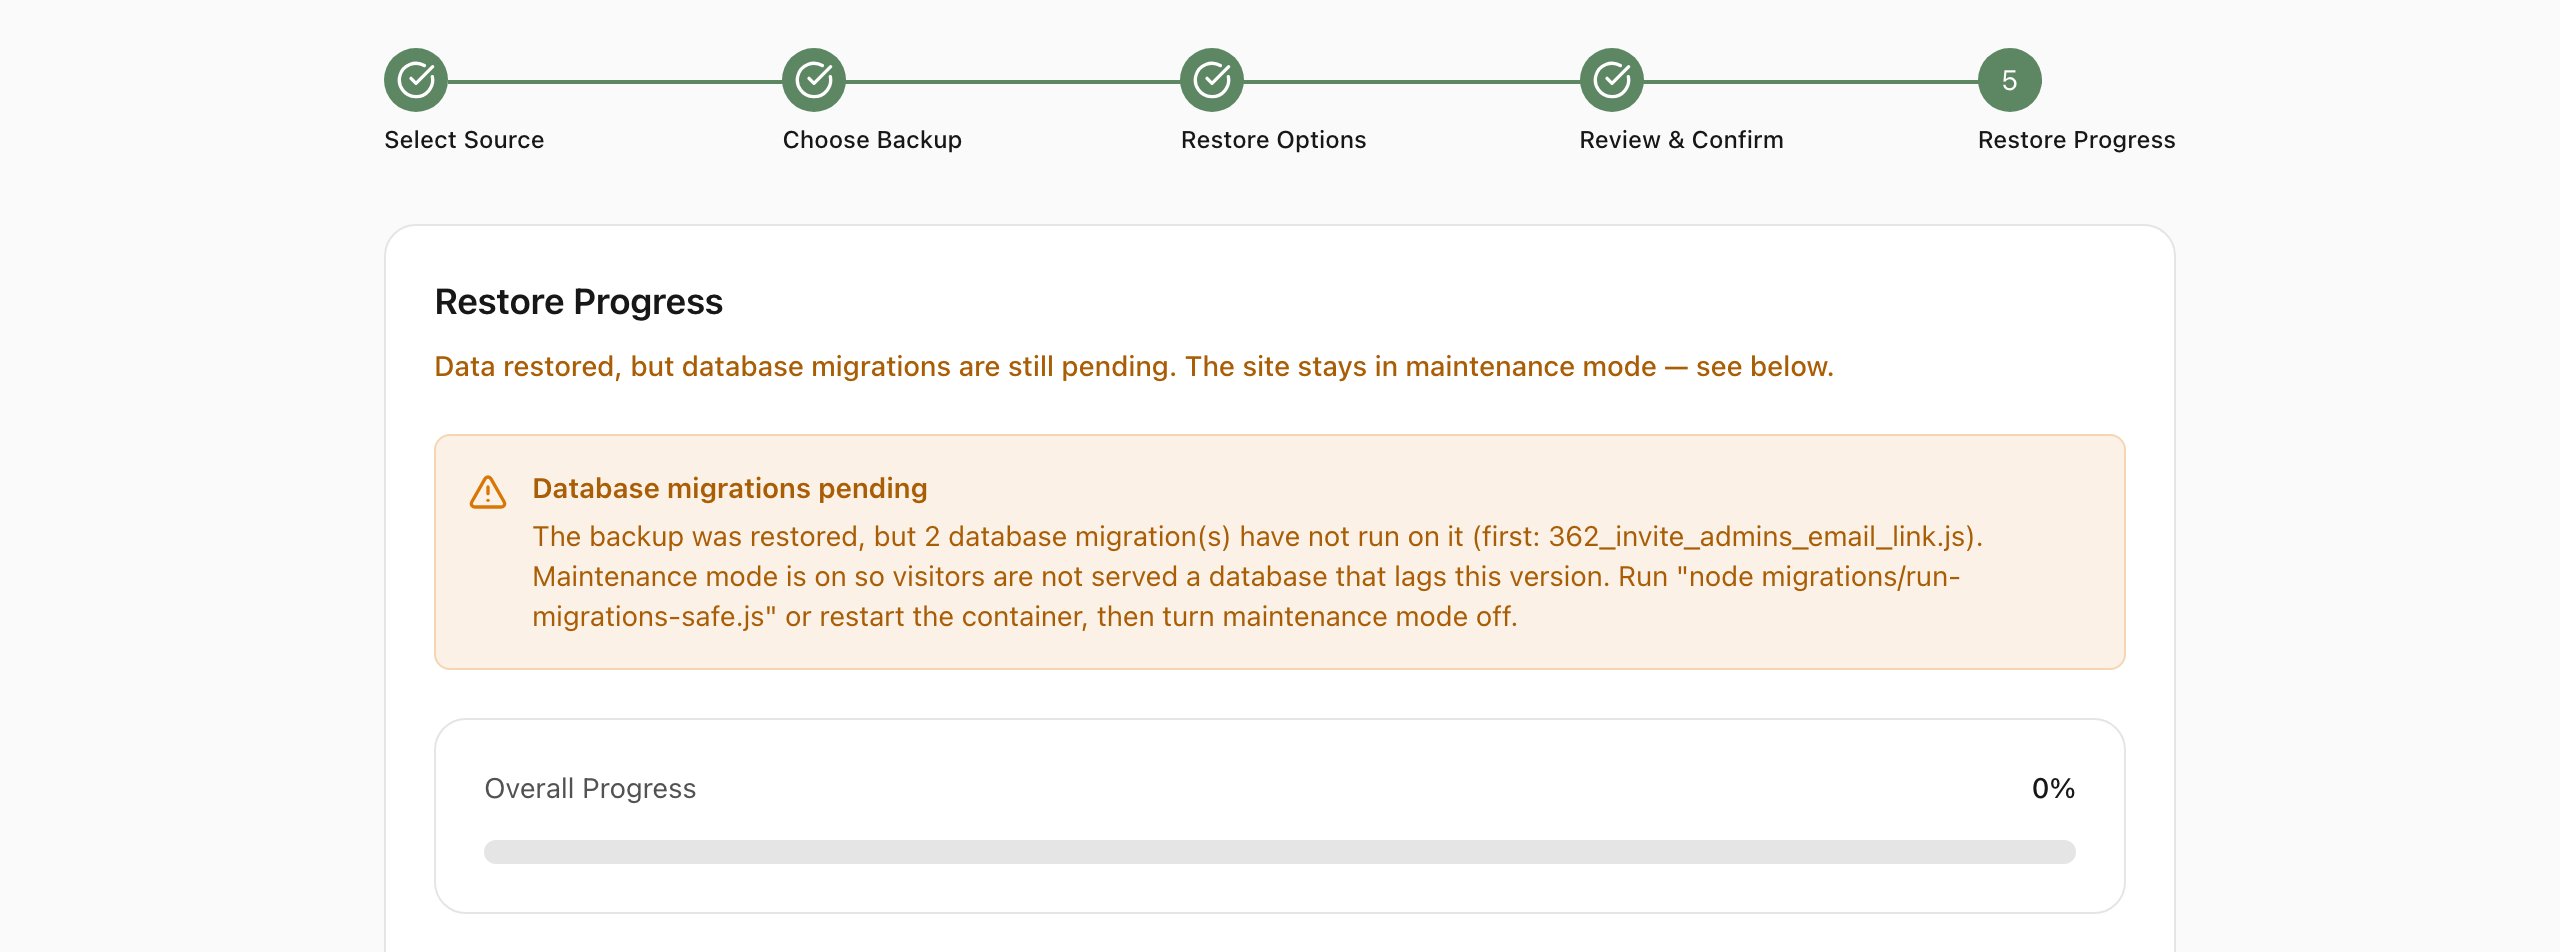 5
Select Source
Choose Backup
Restore Options
Review & Confirm
Restore Progress
Restore Progress
Data restored, but database migrations are still pending. The site stays in maintenance mode — see below.
Database migrations pending
The backup was restored, but 2 database migration(s) have not run on it (first: 362_invite_admins_email_link.js).
Maintenance mode is on so visitors are not served a database that lags this version. Run "node migrations/run-
migrations-safe.js" or restart the container, then turn maintenance mode off.
Overall Progress
0%